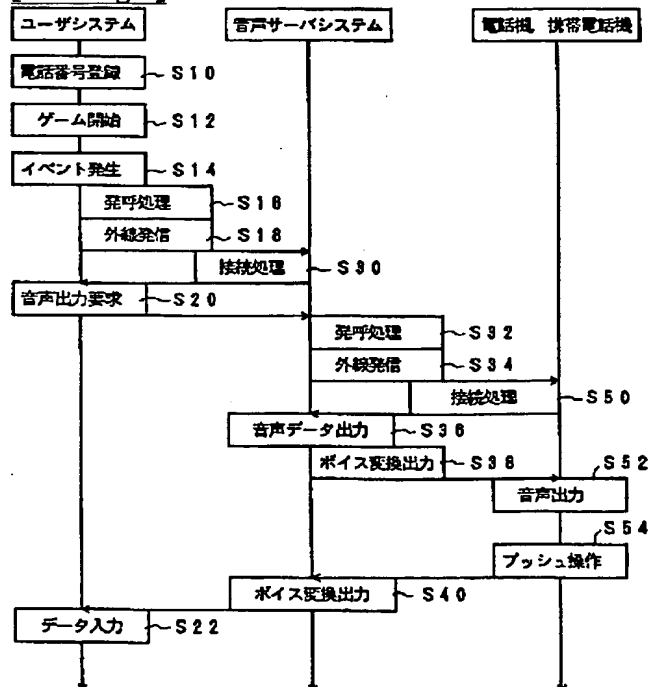 ユーザシステム 音声サーバシステム 電話機 携帯電話機
電話番号登録 S10
ゲーム開始 S12
イベント発生 S14
発呼処理 S16
外線発信 S18
接続処理 S30
音声出力要求 S20
発呼処理 S32
外線発信 S34
接続処理 S50
音声データ出力 S36
ボイス変換出力 S38 S52
音声出力
S54
プッシュ操作
ボイス変換出力 S40
データ入力 S22